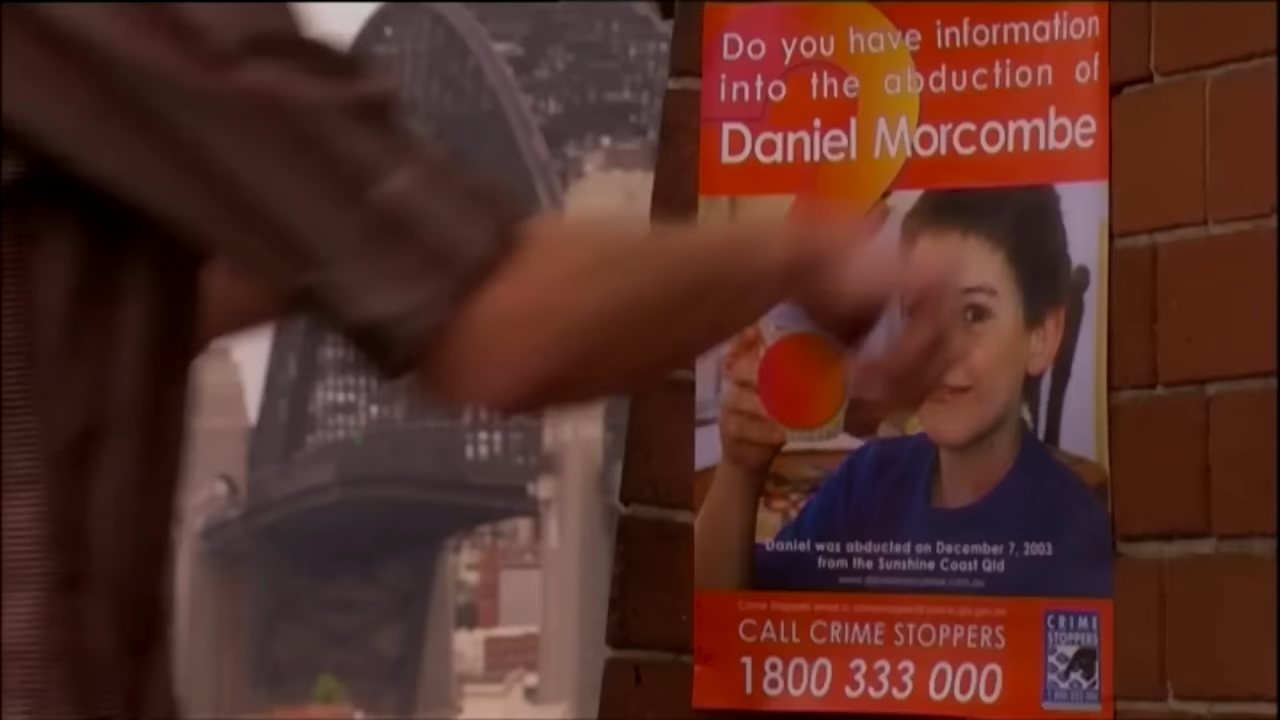 Do you have information
into the abduction of
Daniel Morcombe
Daniel was abducted on December 7, 2003
from the Sunshine Coast Qld
CALL CRIME STOPPERS
1800 333 000
CRIME
STOPPERS